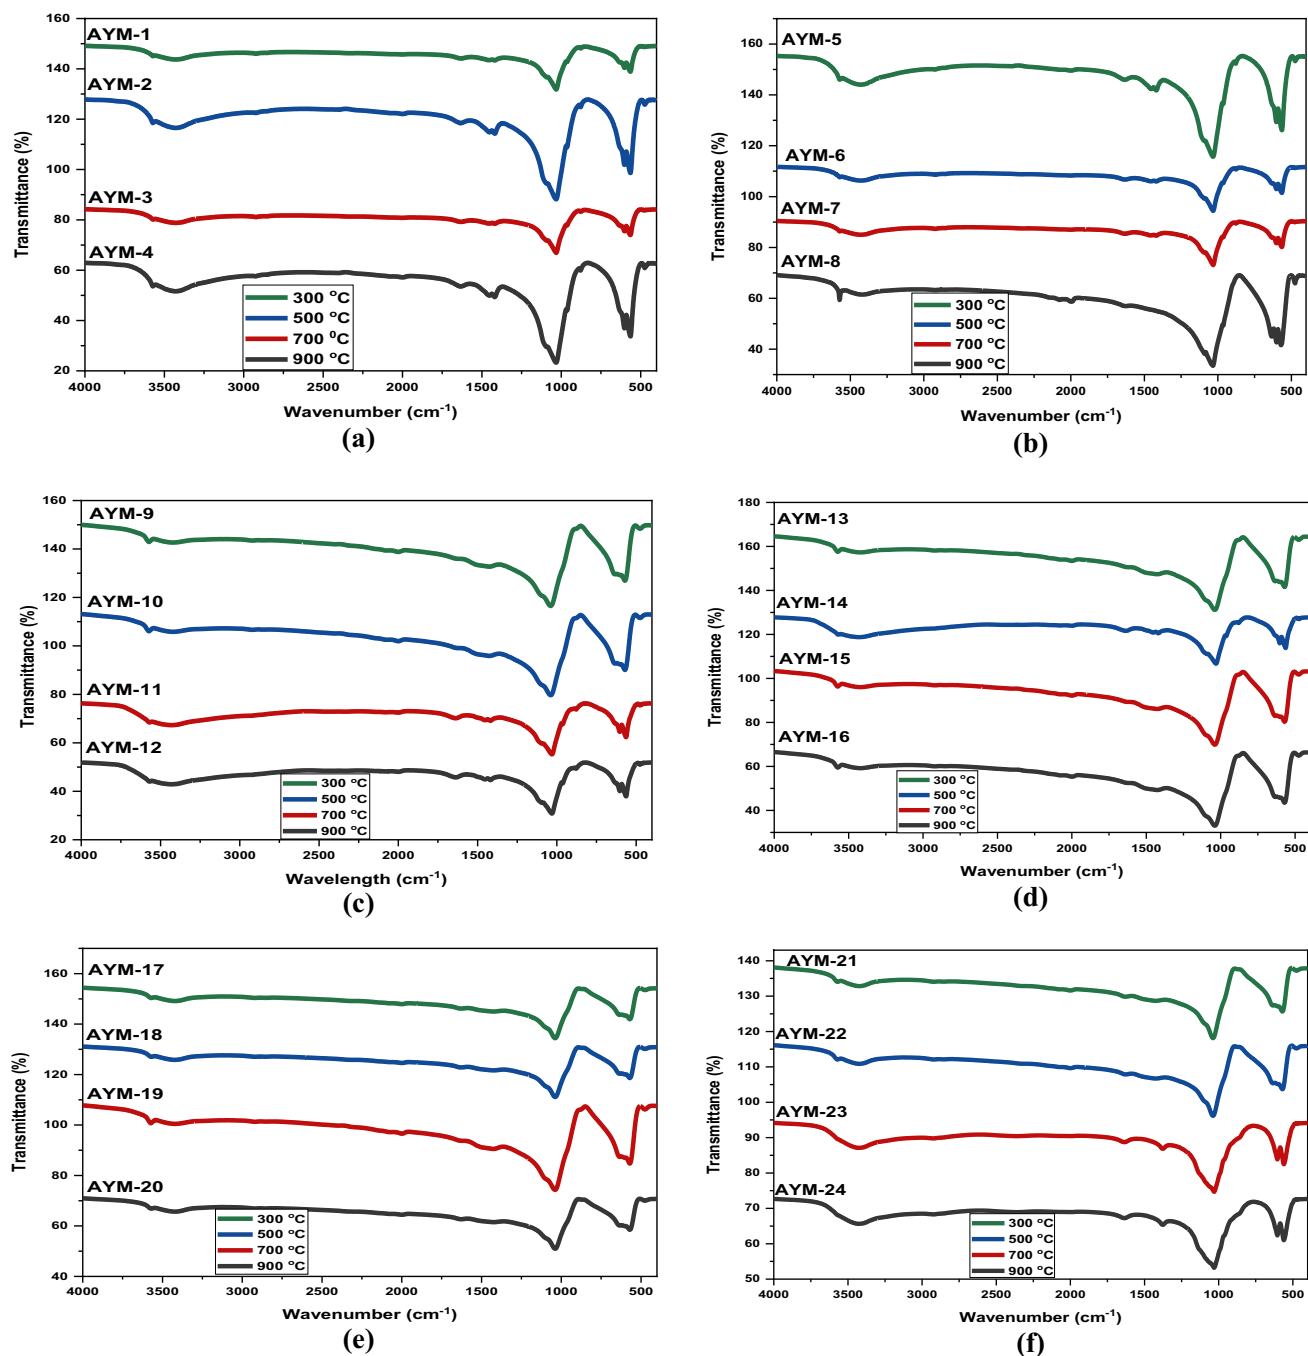 160
140
120
100
80
60
40
20
AYM-1
AYM-2
AYM-3
AYM-4
300 °C
500 °C
700 ⁰C
900 °C
4000 3500 3000 2500 2000 1500 1000 500
Transmittance (%)
Wavenumber (cm⁻¹)
(a)
160
140
120
100
80
60
40
AYM-5
AYM-6
AYM-7
AYM-8
300 °C
500 °C
700 °C
900 °C
4000 3500 3000 2500 2000 1500 1000 500
Transmittance (%)
Wavenumber (cm⁻¹)
(b)
160
140
120
100
80
60
40
20
AYM-9
AYM-10
AYM-11
AYM-12
300 °C
500 °C
700 °C
900 °C
4000 3500 3000 2500 2000 1500 1000 500
Transmittance (%)
Wavelength (cm⁻¹)
(c)
180
160
140
120
100
80
60
40
AYM-13
AYM-14
AYM-15
AYM-16
300 °C
500 °C
700 °C
900 °C
4000 3500 3000 2500 2000 1500 1000 500
Transmittance (%)
Wavenumber (cm⁻¹)
(d)
160
140
120
100
80
60
40
AYM-17
AYM-18
AYM-19
AYM-20
300 °C
500 °C
700 °C
900 °C
4000 3500 3000 2500 2000 1500 1000 500
Transmittance (%)
Wavenumber (cm⁻¹)
(e)
140
130
120
110
100
90
80
70
60
50
AYM-21
AYM-22
AYM-23
AYM-24
300 °C
500 °C
700 °C
900 °C
4000 3500 3000 2500 2000 1500 1000 500
Transmittance (%)
Wavenumber (cm⁻¹)
(f)